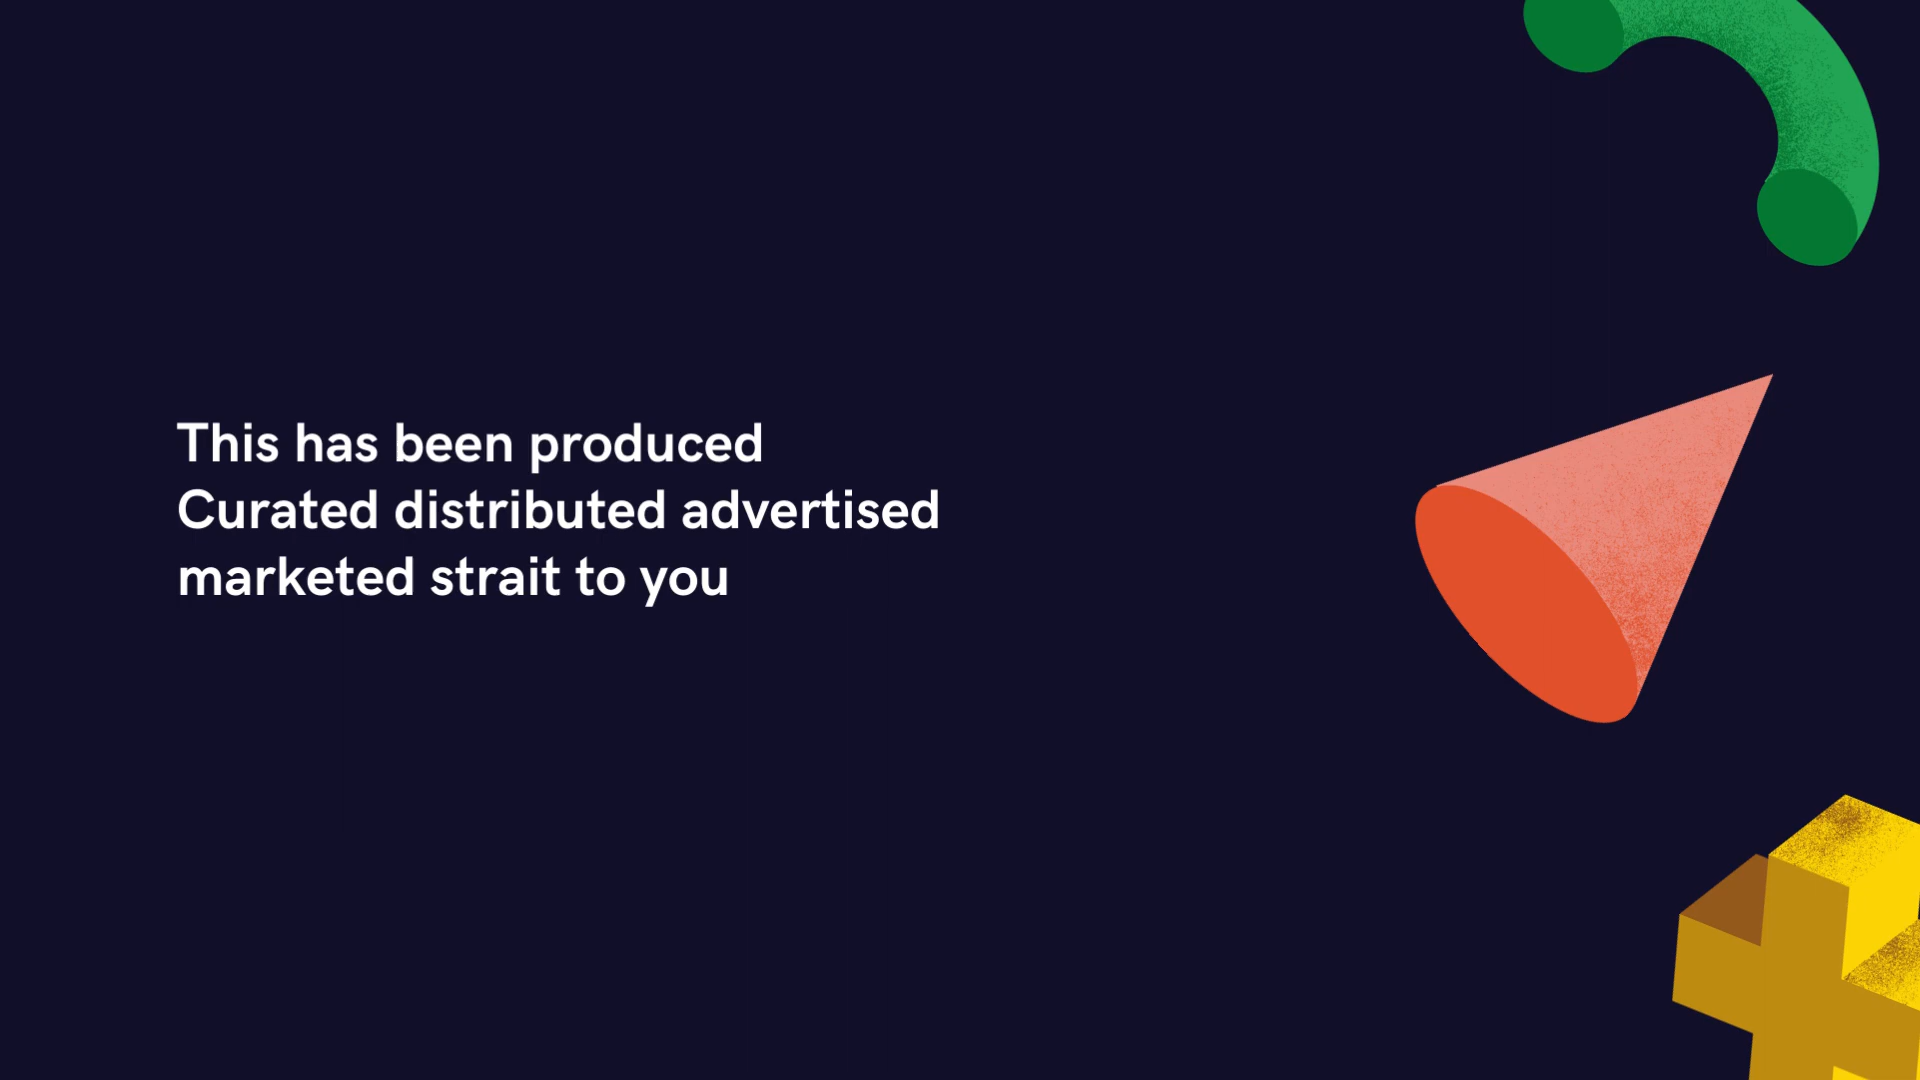 This has been produced
Curated distributed advertised
marketed strait to you